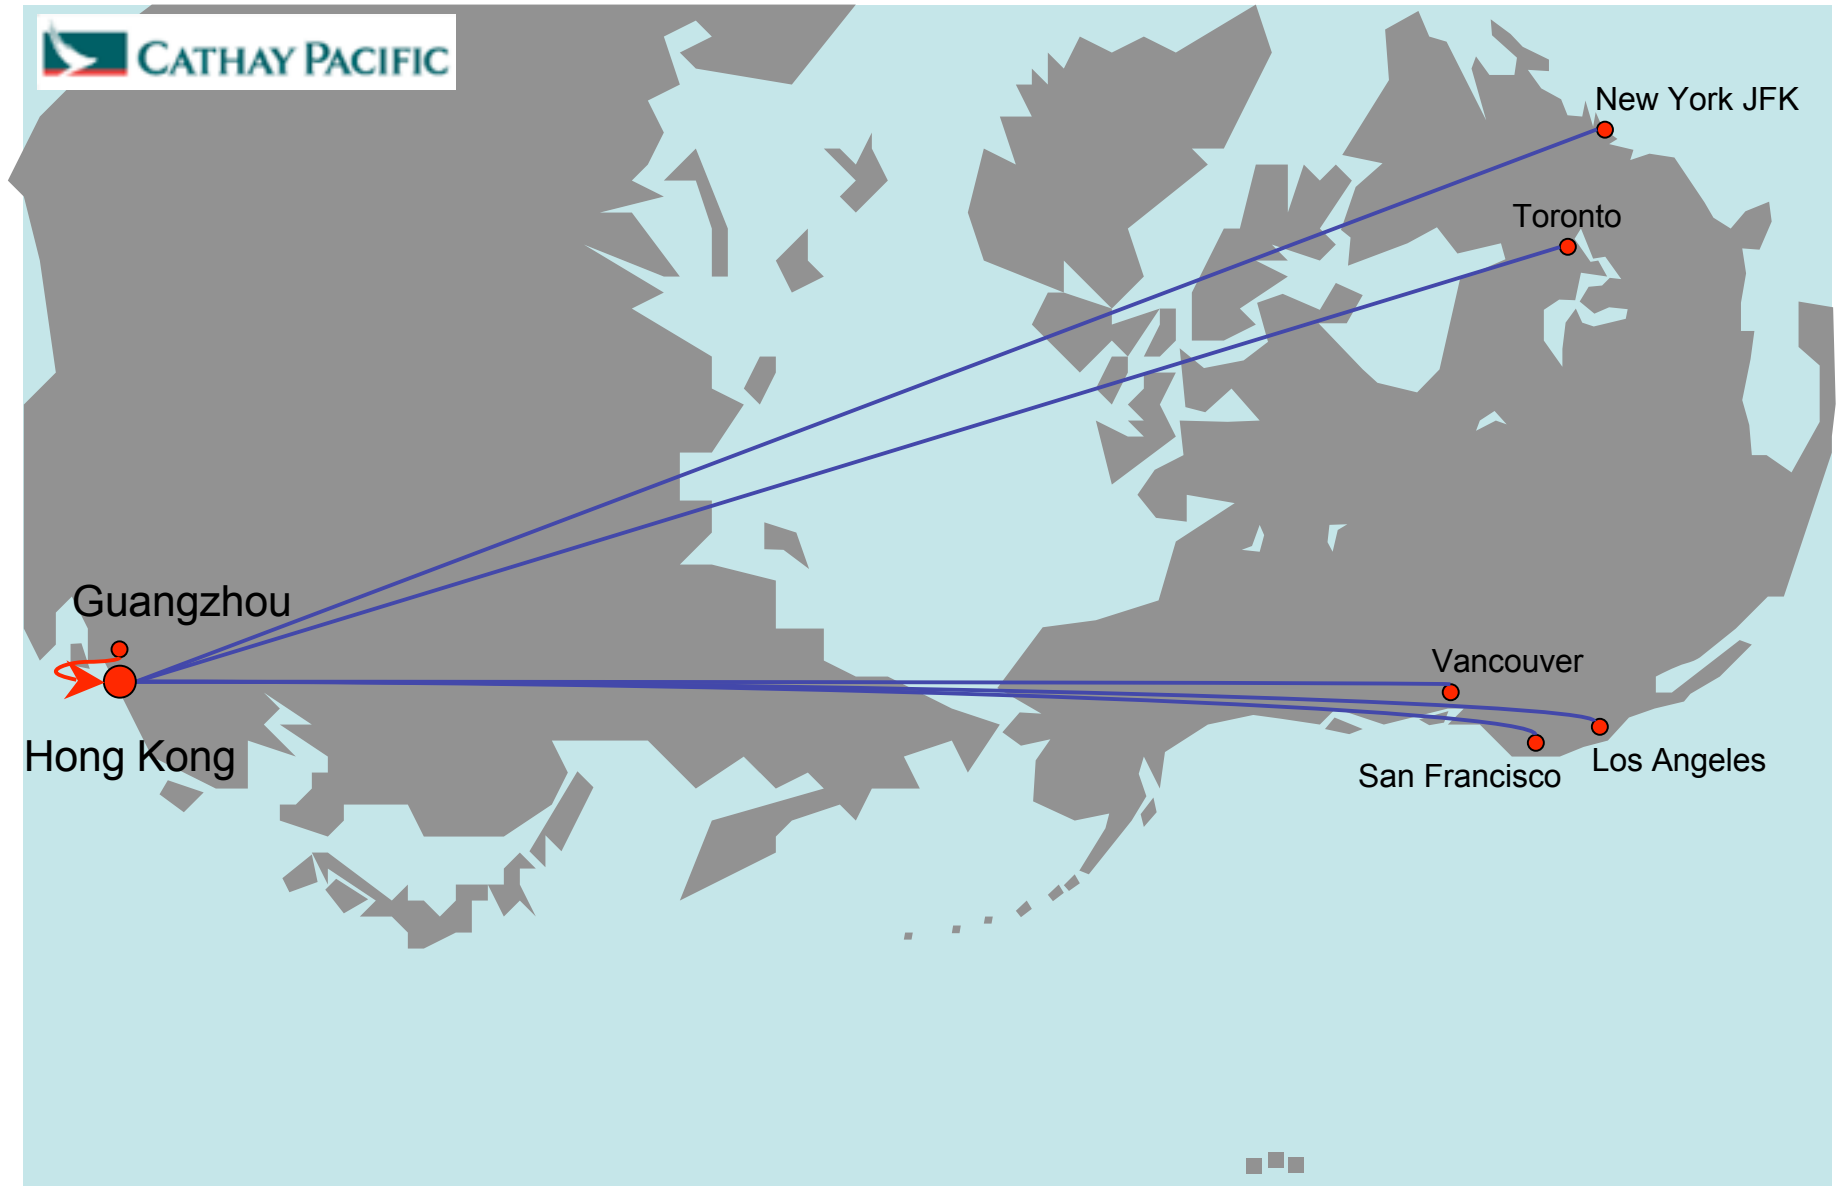 CATHAY PACIFIC
New York JFK
Toronto
Guangzhou
Vancouver
Hong Kong
San Francisco
Los Angeles